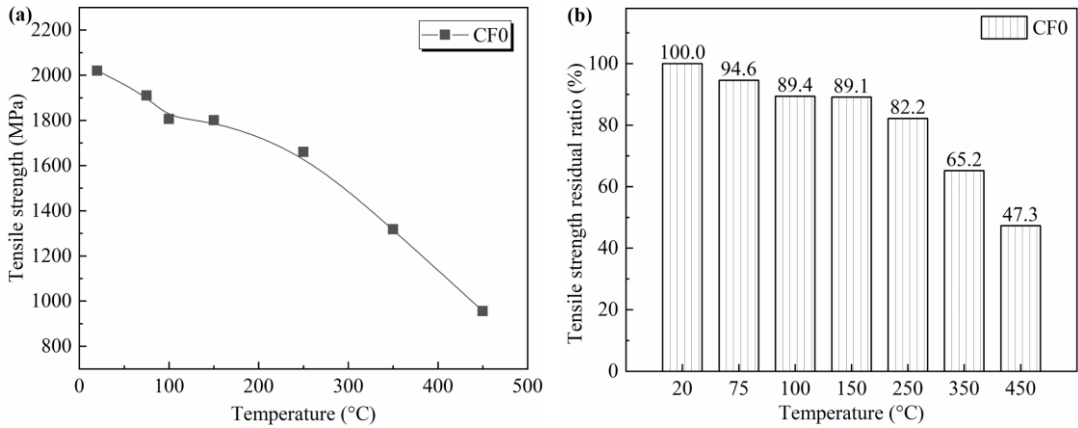 (a)
CF0
Tensile strength (MPa)
2200
2000
1800
1600
1400
1200
1000
800
0 100 200 300 400 500
Temperature (°C)
(b)
CF0
Tensile strength residual ratio (%)
100
80
60
40
20
0
100.0
94.6
89.4
89.1
82.2
65.2
47.3
20 75 100 150 250 350 450
Temperature (°C)